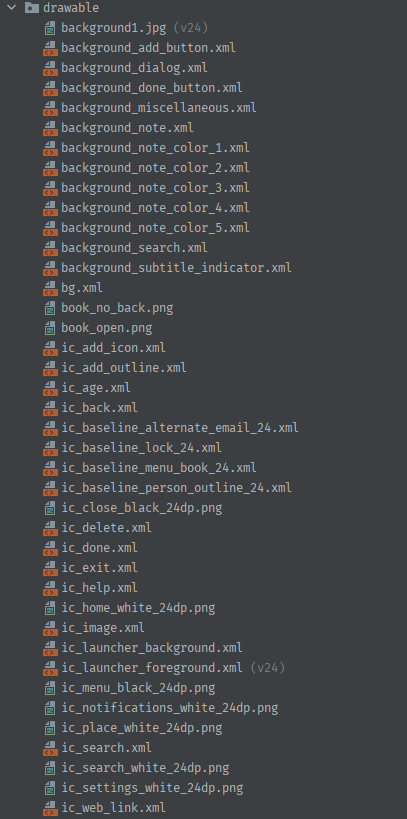 drawable
background1.jpg (v24)
background_add_button.xml
background_dialog.xml
background_done_button.xml
background_miscellaneous.xml
background_note.xml
background_note_color_1.xml
background_note_color_2.xml
background_note_color_3.xml
background_note_color_4.xml
background_note_color_5.xml
background_search.xml
background_subtitle_indicator.xml
bg.xml
book_no_back.png
book_open.png
ic_add_icon.xml
ic_add_outline.xml
ic_age.xml
ic_back.xml
ic_baseline_alternate_email_24.xml
ic_baseline_lock_24.xml
ic_baseline_menu_book_24.xml
ic_baseline_person_outline_24.xml
ic_close_black_24dp.png
ic_delete.xml
ic_done.xml
ic_exit.xml
ic_help.xml
ic_home_white_24dp.png
ic_image.xml
ic_launcher_background.xml
ic_launcher_foreground.xml (v24)
ic_menu_black_24dp.png
ic_notifications_white_24dp.png
ic_place_white_24dp.png
ic_search.xml
ic_search_white_24dp.png
ic_settings_white_24dp.png
ic_web_link.xml